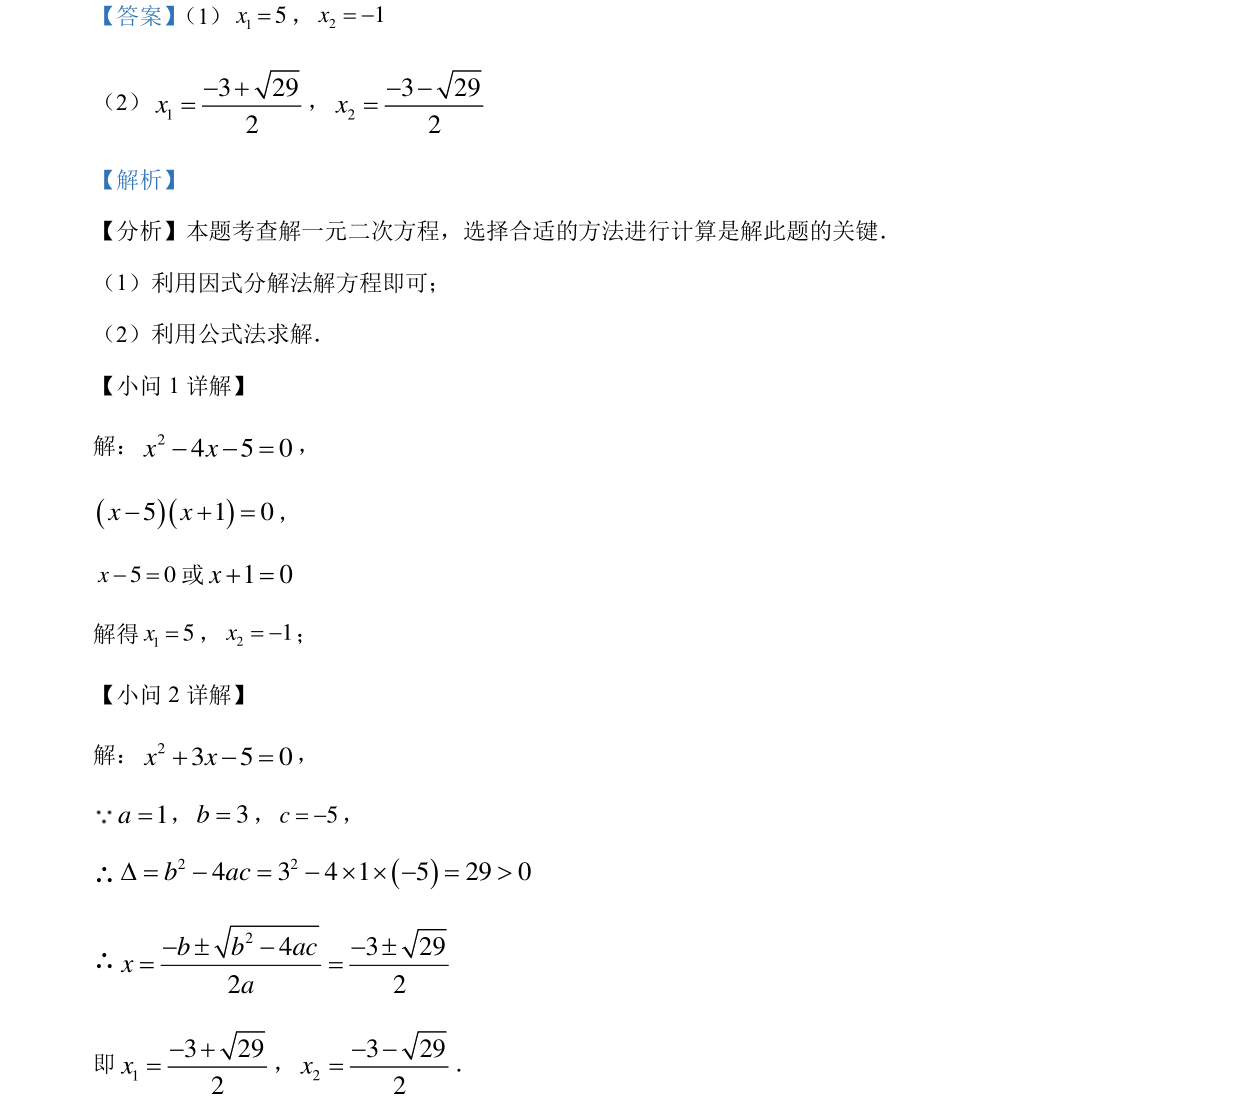 【答案】（1）x₁=5，x₂=−1
（2）x₁=(−3+√29)/2，x₂=(−3−√29)/2
【解析】
【分析】本题考查解一元二次方程，选择合适的方法进行计算是解此题的关键．
（1）利用因式分解法解方程即可；
（2）利用公式法求解．
【小问 1 详解】
解：x²−4x−5=0，
(x−5)(x+1)=0，
x−5=0或x+1=0
解得x₁=5，x₂=−1；
【小问 2 详解】
解：x²+3x−5=0，
∵a=1，b=3，c=−5，
∴Δ=b²−4ac=3²−4×1×(−5)=29>0
∴x=(−b±√(b²−4ac))/(2a)=(−3±√29)/2
即x₁=(−3+√29)/2，x₂=(−3−√29)/2．